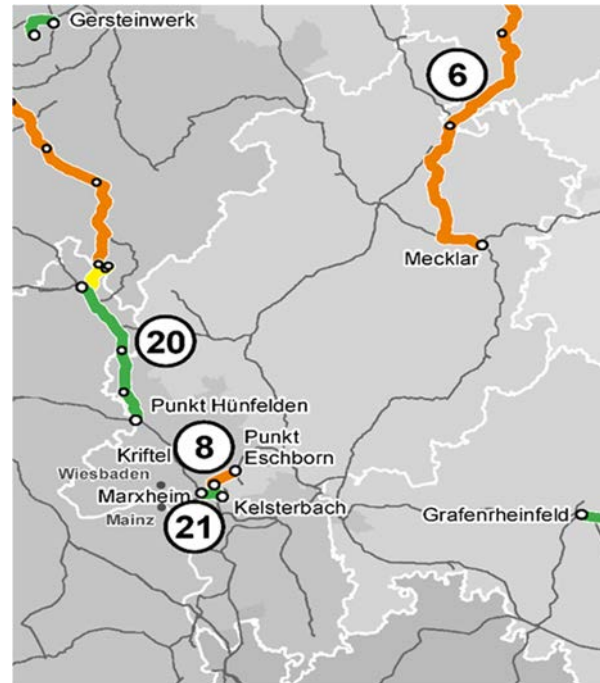 Gersteinwerk
6
Mecklar
20
Punkt Hünfelden
Kriftel
8
Punkt
Eschborn
Wiesbaden
Marxheim
Kelsterbach
Mainz
21
Grafenrheinfeld